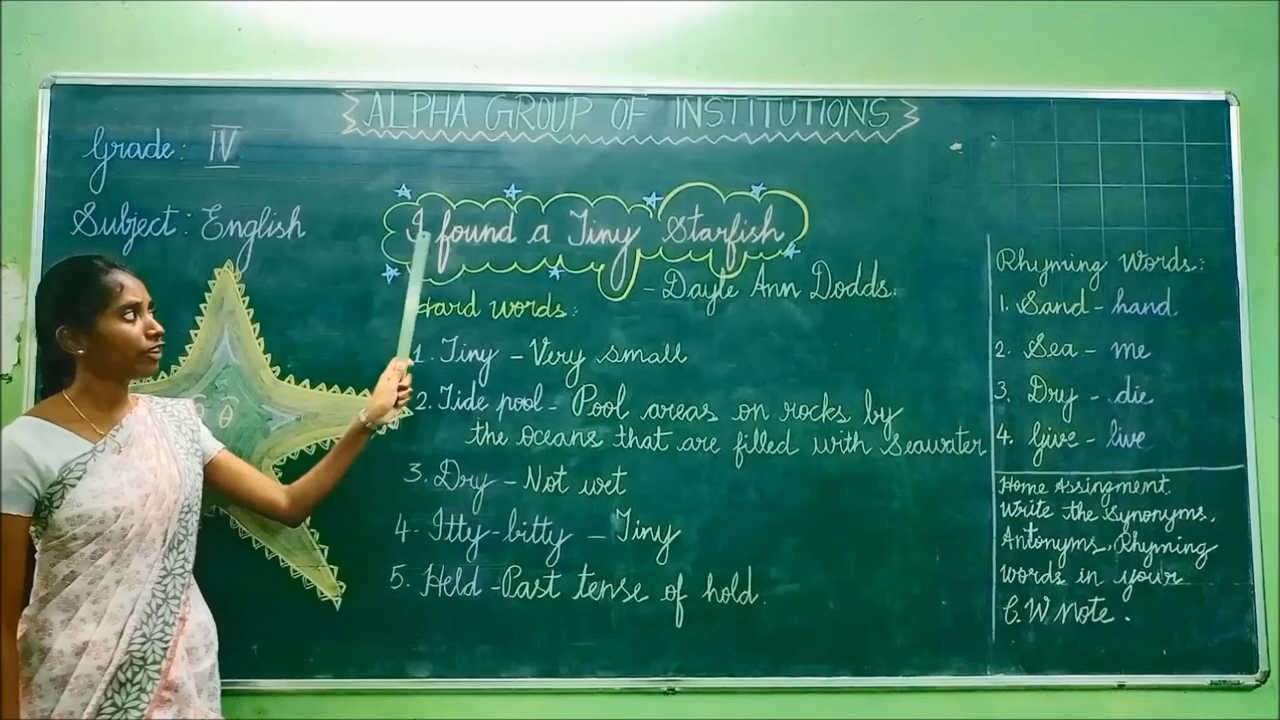 ALPHA GROUP OF INSTITUTIONS
Grade: IV
Subject: English
I found a Tiny Starfish
- Dayle Ann Dodds.
Hard words:
1. Tiny - Very small
2. Tide pool - Pool areas on rocks by
the oceans that are filled with Seawater
3. Dry - Not wet
4. Itty-bitty - Tiny
5. Held - Past tense of hold.
Rhyming Words:
1. Sand - hand
2. Sea - me
3. Dry - die
4. Give - live
Home Assingment.
Write the synonyms,
Antonyms, Rhyming
words in your
C.W Note.